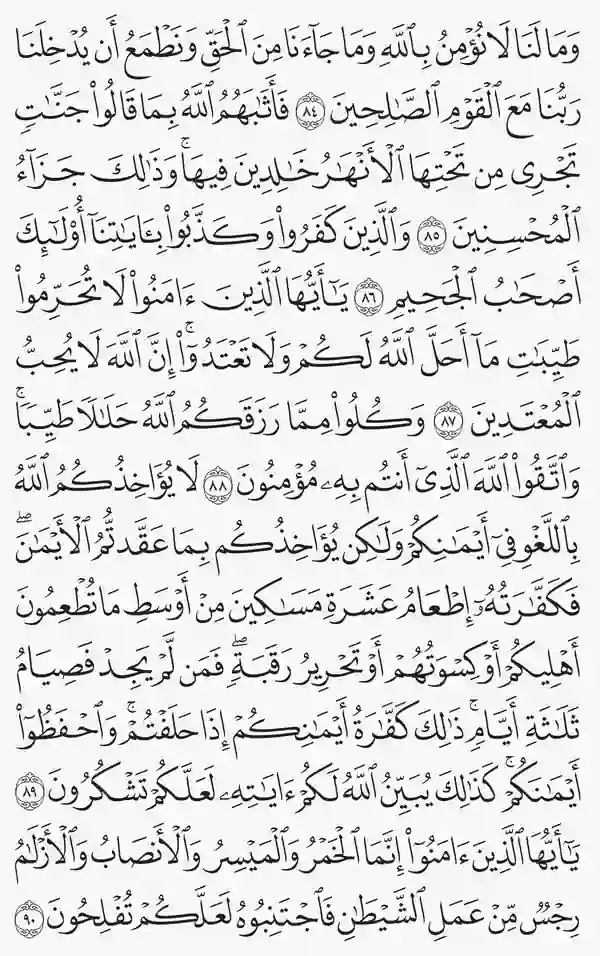 وَمَا لَنَا لَا نُؤْمِنُ بِٱللَّهِ وَمَا جَآءَنَا مِنَ ٱلْحَقِّ وَنَطْمَعُ أَن يُدْخِلَنَا
رَبُّنَا مَعَ ٱلْقَوْمِ ٱلصَّـٰلِحِينَ ٨٤ فَأَثَـٰبَهُمُ ٱللَّهُ بِمَا قَالُوا۟ جَنَّـٰتٍ
تَجْرِى مِن تَحْتِهَا ٱلْأَنْهَـٰرُ خَـٰلِدِينَ فِيهَا ۚ وَذَٰلِكَ جَزَآءُ
ٱلْمُحْسِنِينَ ٨٥ وَٱلَّذِينَ كَفَرُوا۟ وَكَذَّبُوا۟ بِـَٔايَـٰتِنَآ أُو۟لَـٰٓئِكَ
أَصْحَـٰبُ ٱلْجَحِيمِ ٨٦ يَـٰٓأَيُّهَا ٱلَّذِينَ ءَامَنُوا۟ لَا تُحَرِّمُوا۟
طَيِّبَـٰتِ مَآ أَحَلَّ ٱللَّهُ لَكُمْ وَلَا تَعْتَدُوٓا۟ ۚ إِنَّ ٱللَّهَ لَا يُحِبُّ
ٱلْمُعْتَدِينَ ٨٧ وَكُلُوا۟ مِمَّا رَزَقَكُمُ ٱللَّهُ حَلَـٰلًا طَيِّبًا ۚ
وَٱتَّقُوا۟ ٱللَّهَ ٱلَّذِىٓ أَنتُم بِهِۦ مُؤْمِنُونَ ٨٨ لَا يُؤَاخِذُكُمُ ٱللَّهُ
بِٱللَّغْوِ فِىٓ أَيْمَـٰنِكُمْ وَلَـٰكِن يُؤَاخِذُكُم بِمَا عَقَّدتُّمُ ٱلْأَيْمَـٰنَ ۖ
فَكَفَّـٰرَتُهُۥٓ إِطْعَامُ عَشَرَةِ مَسَـٰكِينَ مِنْ أَوْسَطِ مَا تُطْعِمُونَ
أَهْلِيكُمْ أَوْ كِسْوَتُهُمْ أَوْ تَحْرِيرُ رَقَبَةٍ ۖ فَمَن لَّمْ يَجِدْ فَصِيَامُ
ثَلَـٰثَةِ أَيَّامٍ ۚ ذَٰلِكَ كَفَّـٰرَةُ أَيْمَـٰنِكُمْ إِذَا حَلَفْتُمْ ۚ وَٱحْفَظُوٓا۟
أَيْمَـٰنَكُمْ ۚ كَذَٰلِكَ يُبَيِّنُ ٱللَّهُ لَكُمْ ءَايَـٰتِهِۦ لَعَلَّكُمْ تَشْكُرُونَ ٨٩
يَـٰٓأَيُّهَا ٱلَّذِينَ ءَامَنُوٓا۟ إِنَّمَا ٱلْخَمْرُ وَٱلْمَيْسِرُ وَٱلْأَنصَابُ وَٱلْأَزْلَـٰمُ
رِجْسٌ مِّنْ عَمَلِ ٱلشَّيْطَـٰنِ فَٱجْتَنِبُوهُ لَعَلَّكُمْ تُفْلِحُونَ ٩٠